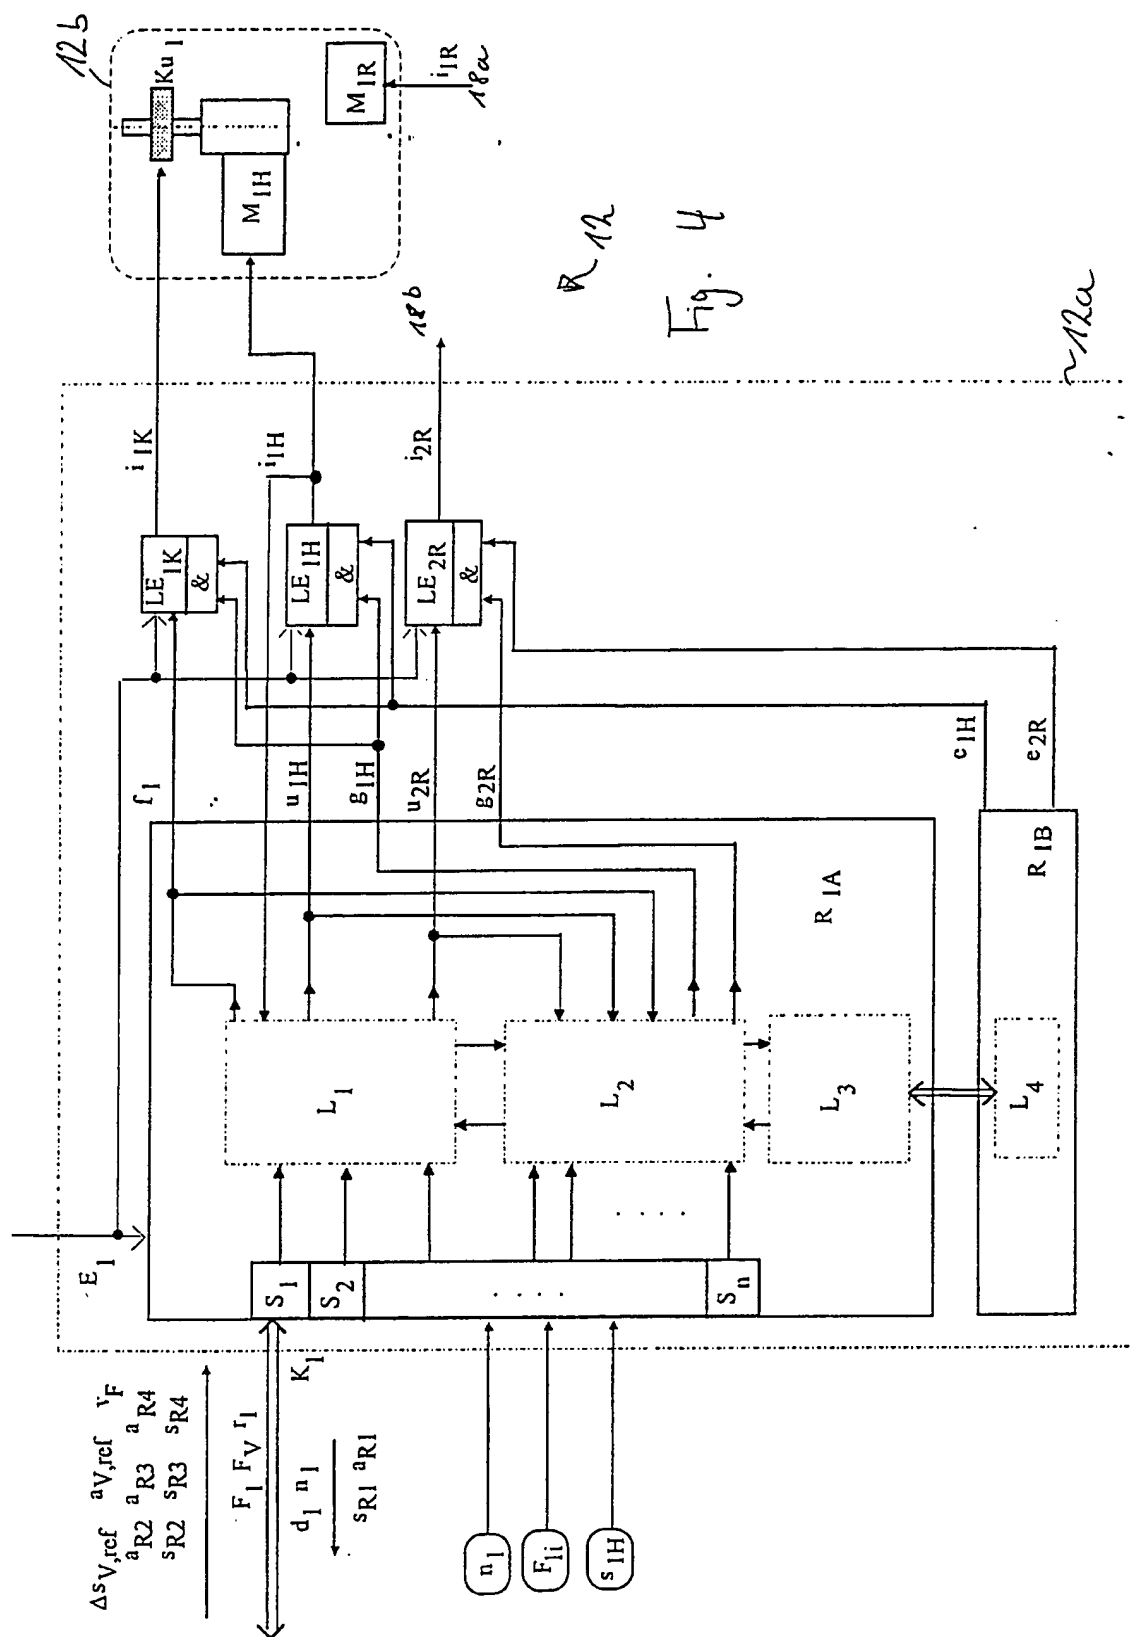 12b
Ku1
M1H
M1R
i1R
18a
12
Fig. 4
12a
18b
i1K
i1H
i2R
LE1K
&
LE1H
&
LE2R
&
f1
u1H
g1H
u2R
g2R
e1H
e2R
E1
R1A
R1B
L1
L2
L3
L4
S1
S2
. . . .
Sn
. . . .
K1
ΔsV,ref aV,ref vF
aR2 aR3 aR4
sR2 sR3 sR4
F1 FV r1
d1 n1
sR1 aR1
n1
F1i
s1H